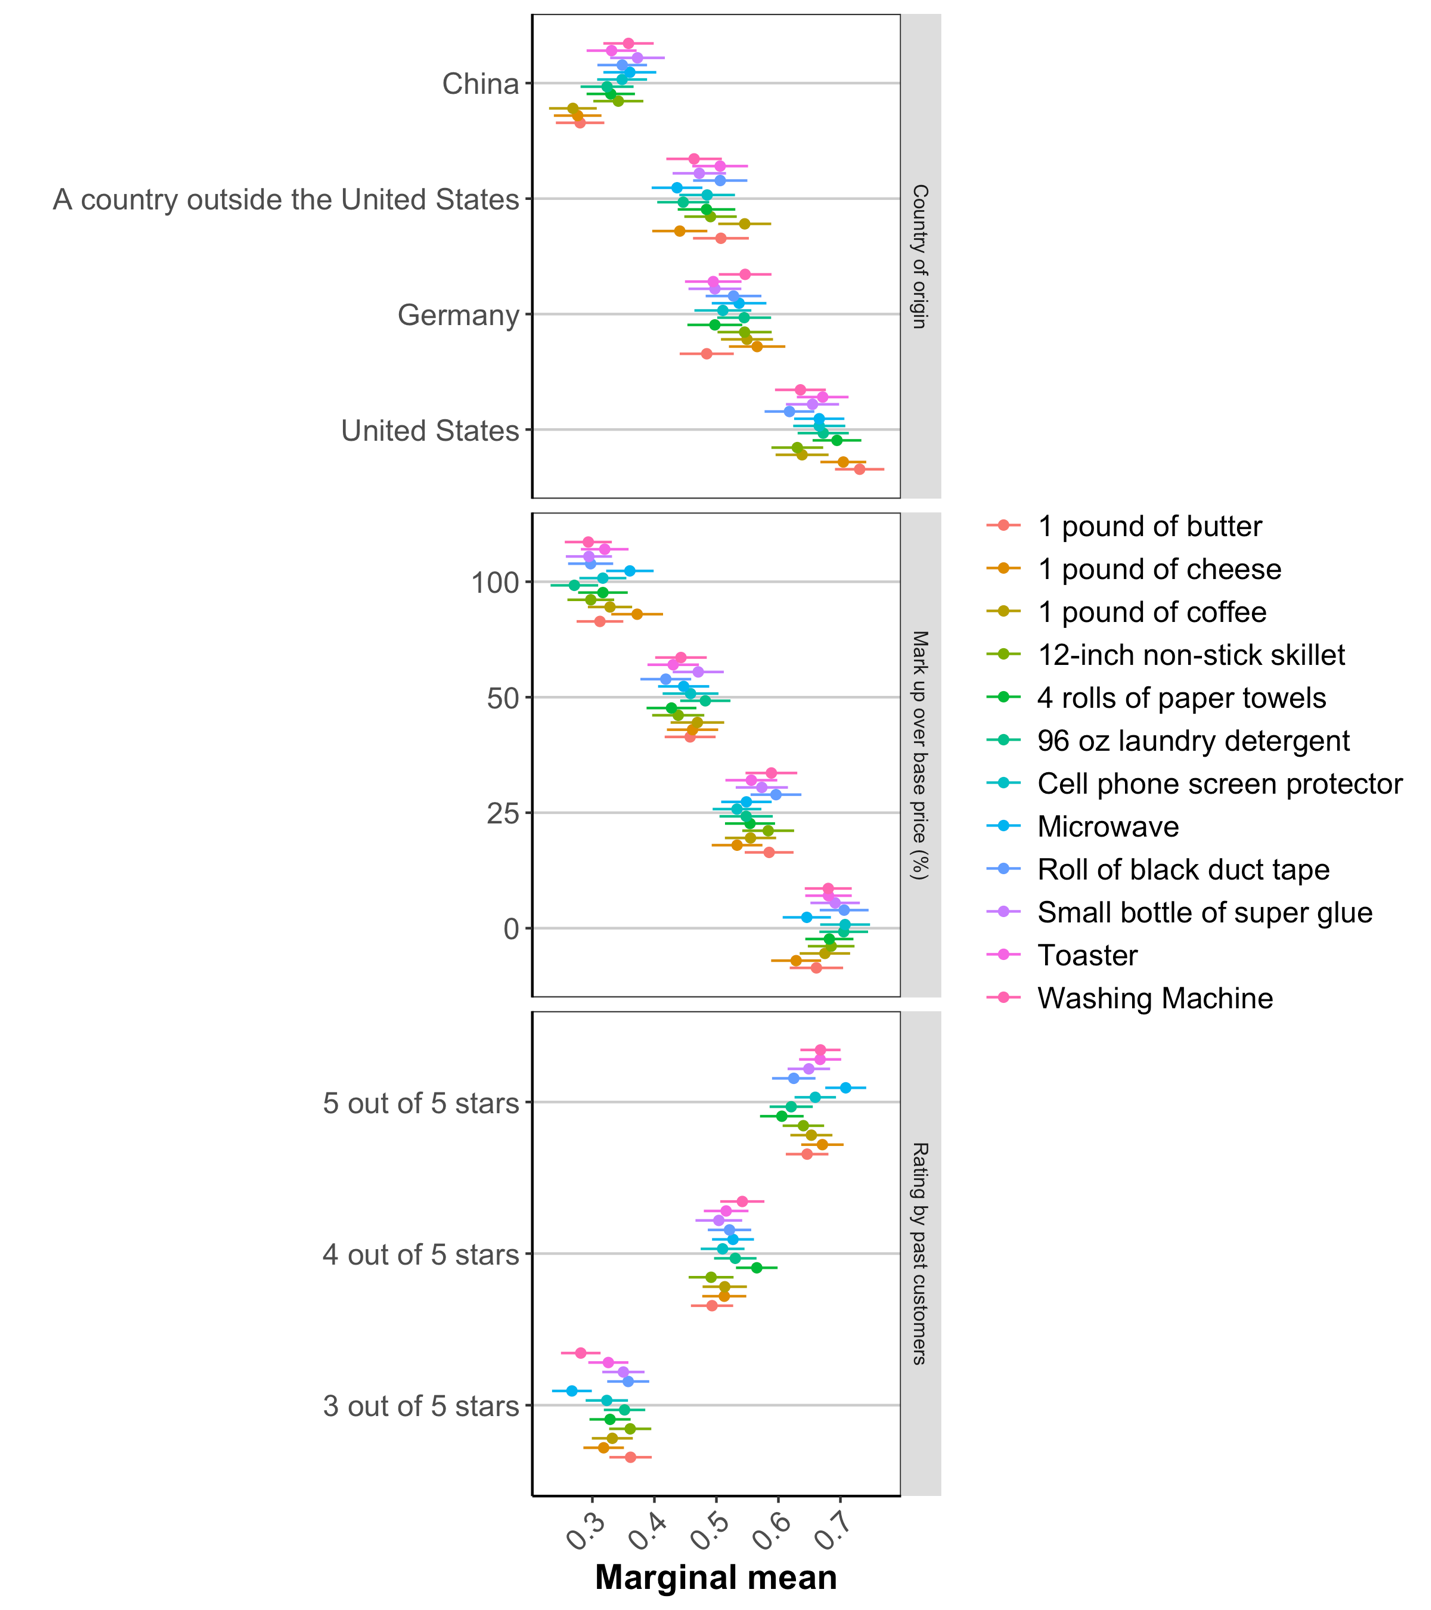 China
A country outside the United States
Germany
United States
Country of origin
100
50
25
0
Mark up over base price (%)
5 out of 5 stars
4 out of 5 stars
3 out of 5 stars
Rating by past customers
0.3
0.4
0.5
0.6
0.7
Marginal mean
1 pound of butter
1 pound of cheese
1 pound of coffee
12-inch non-stick skillet
4 rolls of paper towels
96 oz laundry detergent
Cell phone screen protector
Microwave
Roll of black duct tape
Small bottle of super glue
Toaster
Washing Machine